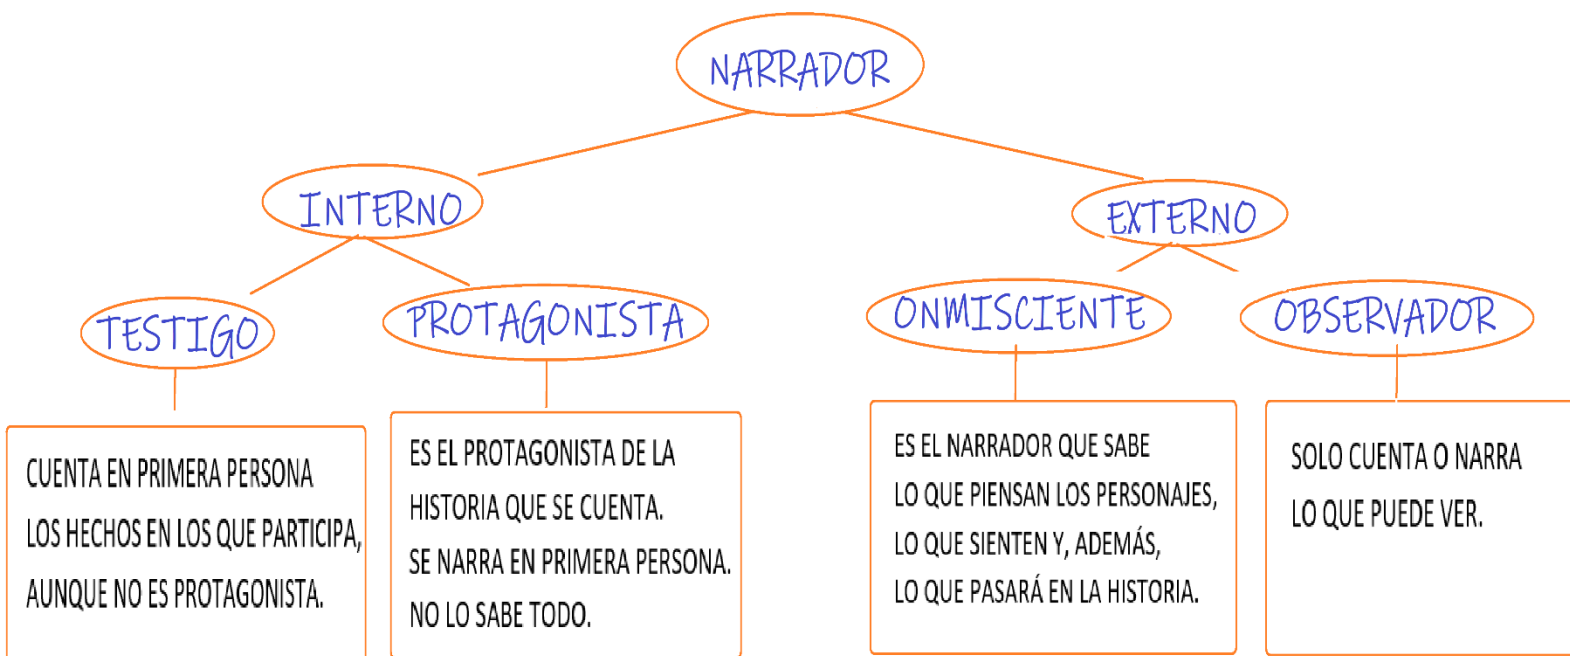 NARRADOR
INTERNO
EXTERNO
TESTIGO
PROTAGONISTA
ONMISCIENTE
OBSERVADOR
CUENTA EN PRIMERA PERSONA
LOS HECHOS EN LOS QUE PARTICIPA,
AUNQUE NO ES PROTAGONISTA.
ES EL PROTAGONISTA DE LA
HISTORIA QUE SE CUENTA.
SE NARRA EN PRIMERA PERSONA.
NO LO SABE TODO.
ES EL NARRADOR QUE SABE
LO QUE PIENSAN LOS PERSONAJES,
LO QUE SIENTEN Y, ADEMÁS,
LO QUE PASARÁ EN LA HISTORIA.
SOLO CUENTA O NARRA
LO QUE PUEDE VER.